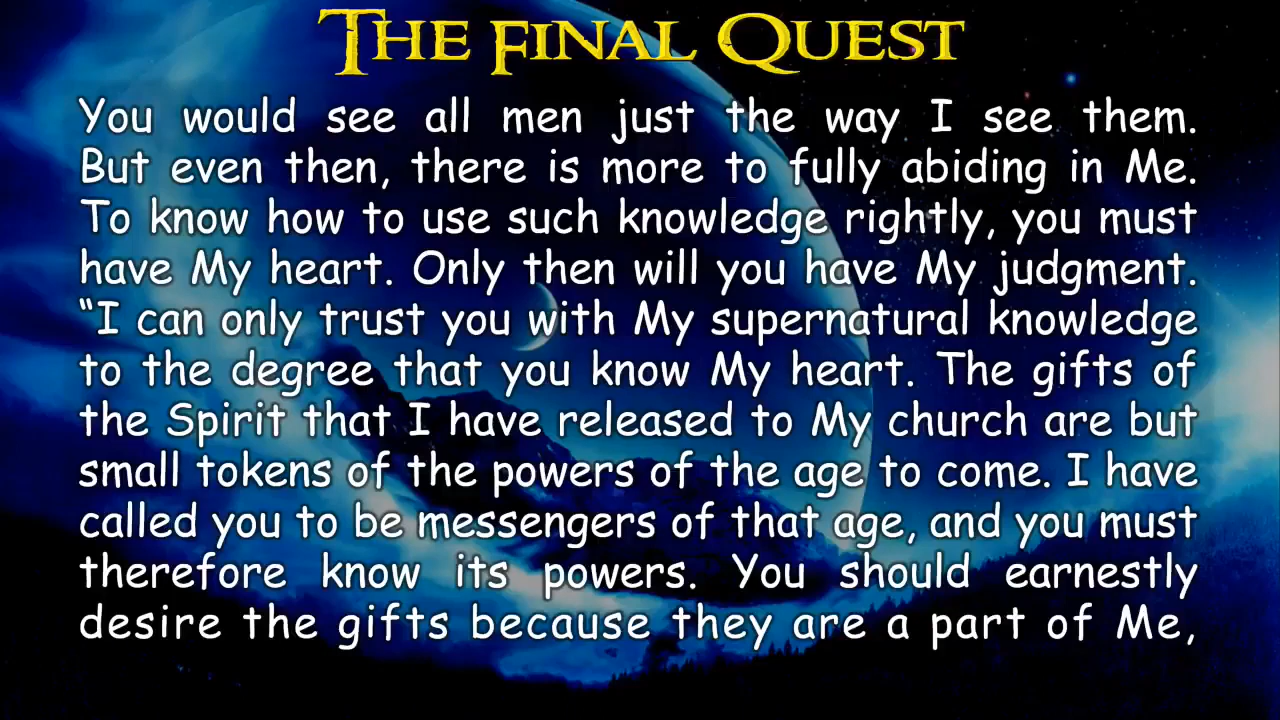 The Final Quest
You would see all men just the way I see them.
But even then, there is more to fully abiding in Me.
To know how to use such knowledge rightly, you must
have My heart. Only then will you have My judgment.
“I can only trust you with My supernatural knowledge
to the degree that you know My heart. The gifts of
the Spirit that I have released to My church are but
small tokens of the powers of the age to come. I have
called you to be messengers of that age, and you must
therefore know its powers. You should earnestly
desire the gifts because they are a part of Me,